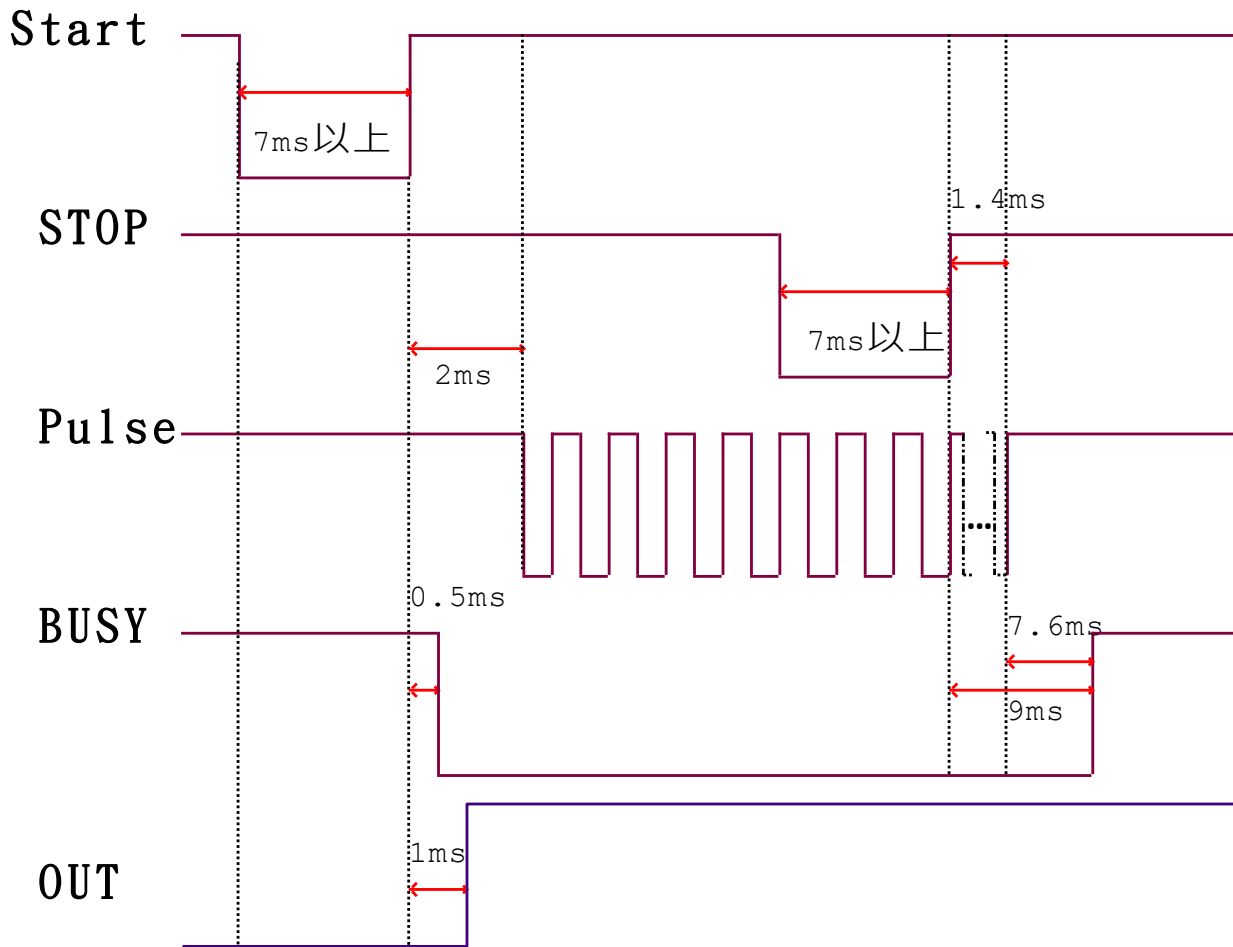 Start
7ms以上
1.4ms
STOP
7ms以上
2ms
Pulse
0.5ms
BUSY
7.6ms
9ms
1ms
OUT